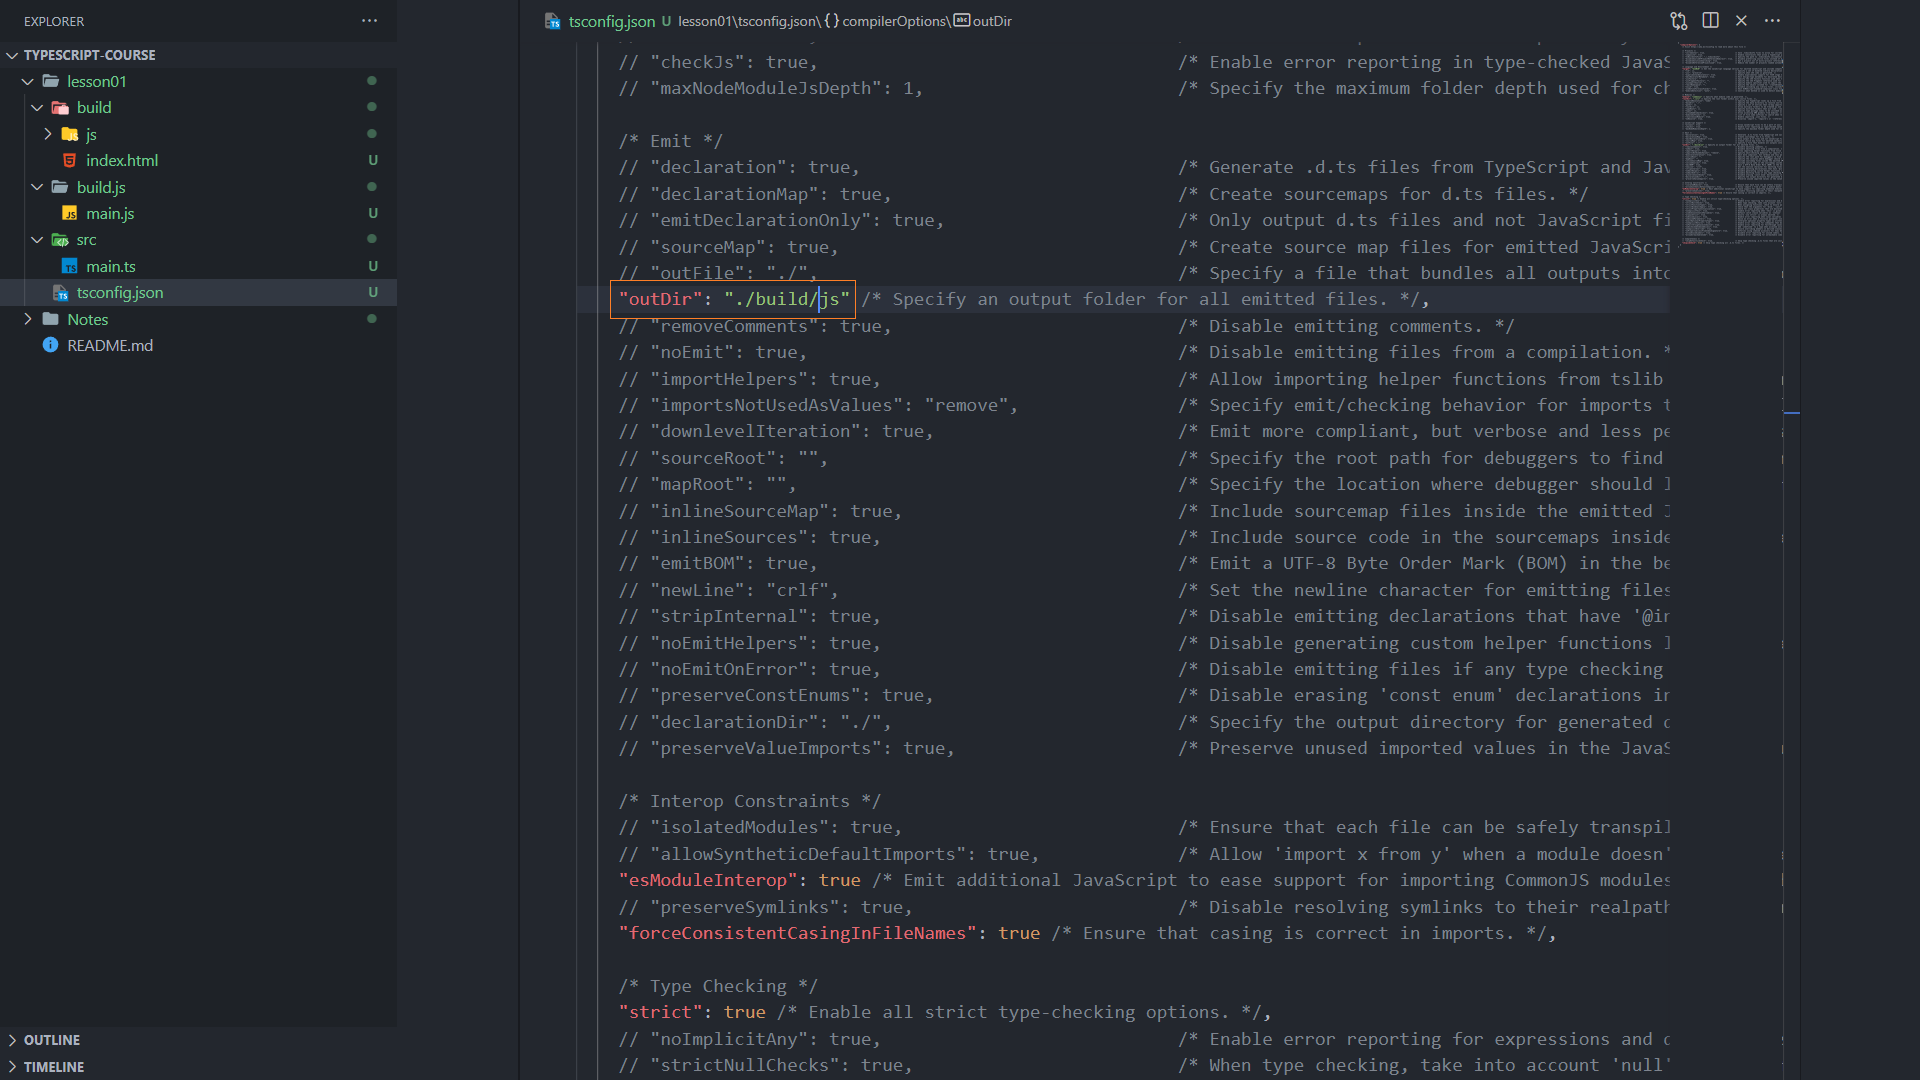 EXPLORER
TYPESCRIPT-COURSE
lesson01
build
js
index.html U
build.js
main.js U
src
main.ts U
tsconfig.json U
Notes
README.md
OUTLINE
TIMELINE
tsconfig.json U lesson01\tsconfig.json\{} compilerOptions\abc outDir
// "checkJs": true, /* Enable error reporting in type-checked JavaS
// "maxNodeModuleJsDepth": 1, /* Specify the maximum folder depth used for ch
/* Emit */
// "declaration": true, /* Generate .d.ts files from TypeScript and Jav
// "declarationMap": true, /* Create sourcemaps for d.ts files. */
// "emitDeclarationOnly": true, /* Only output d.ts files and not JavaScript fi
// "sourceMap": true, /* Create source map files for emitted JavaScri
// "outFile": "./", /* Specify a file that bundles all outputs into
"outDir": "./build/js" /* Specify an output folder for all emitted files. */,
// "removeComments": true, /* Disable emitting comments. */
// "noEmit": true, /* Disable emitting files from a compilation. *
// "importHelpers": true, /* Allow importing helper functions from tslib
// "importsNotUsedAsValues": "remove", /* Specify emit/checking behavior for imports t
// "downlevelIteration": true, /* Emit more compliant, but verbose and less pe
// "sourceRoot": "", /* Specify the root path for debuggers to find
// "mapRoot": "", /* Specify the location where debugger should l
// "inlineSourceMap": true, /* Include sourcemap files inside the emitted J
// "inlineSources": true, /* Include source code in the sourcemaps inside
// "emitBOM": true, /* Emit a UTF-8 Byte Order Mark (BOM) in the be
// "newLine": "crlf", /* Set the newline character for emitting files
// "stripInternal": true, /* Disable emitting declarations that have '@in
// "noEmitHelpers": true, /* Disable generating custom helper functions l
// "noEmitOnError": true, /* Disable emitting files if any type checking
// "preserveConstEnums": true, /* Disable erasing 'const enum' declarations in
// "declarationDir": "./", /* Specify the output directory for generated d
// "preserveValueImports": true, /* Preserve unused imported values in the JavaS
/* Interop Constraints */
// "isolatedModules": true, /* Ensure that each file can be safely transpil
// "allowSyntheticDefaultImports": true, /* Allow 'import x from y' when a module doesn'
"esModuleInterop": true /* Emit additional JavaScript to ease support for importing CommonJS modules
// "preserveSymlinks": true, /* Disable resolving symlinks to their realpath
"forceConsistentCasingInFileNames": true /* Ensure that casing is correct in imports. */,
/* Type Checking */
"strict": true /* Enable all strict type-checking options. */,
// "noImplicitAny": true, /* Enable error reporting for expressions and d
// "strictNullChecks": true, /* When type checking, take into account 'null'